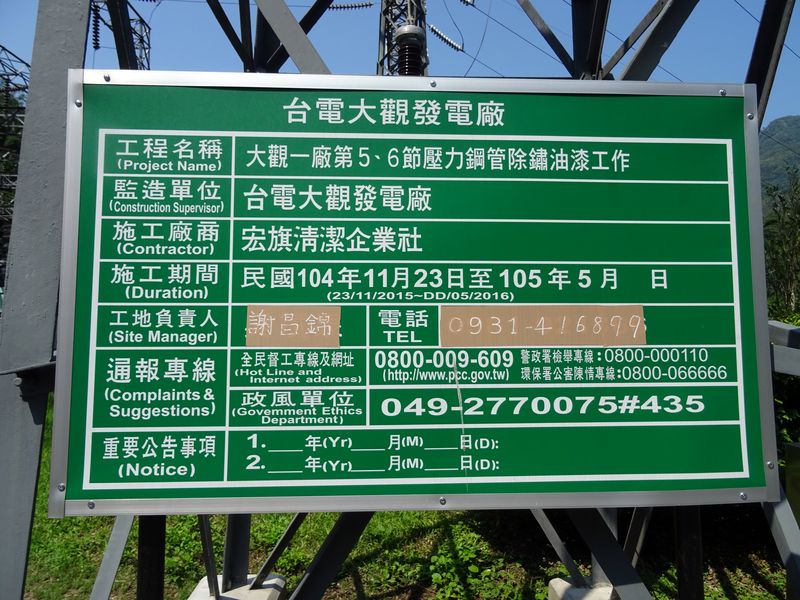 台電大觀發電廠
工程名稱
(Project Name)
大觀一廠第5、6節壓力鋼管除鏽油漆工作
監造單位
(Construction Supervisor)
台電大觀發電廠
施工廠商
(Contractor)
宏旗清潔企業社
施工期間
(Duration)
民國104年11月23日至105年5月 日
(23/11/2015~DD/05/2016)
工地負責人
(Site Manager)
謝昌錦
電話
TEL
0931-416899
通報專線
(Complaints &
Suggestions)
全民督工專線及網址
(Hot Line and
Internet address)
0800-009-609
(http://www.pcc.gov.tw)
警政署檢舉專線:0800-000110
環保署公害陳情專線:0800-066666
政風單位
(Government Ethics
Department)
049-2770075#435
重要公告事項
(Notice)
1.____年(Yr)____月(M)____日(D):
2.____年(Yr)____月(M)____日(D):